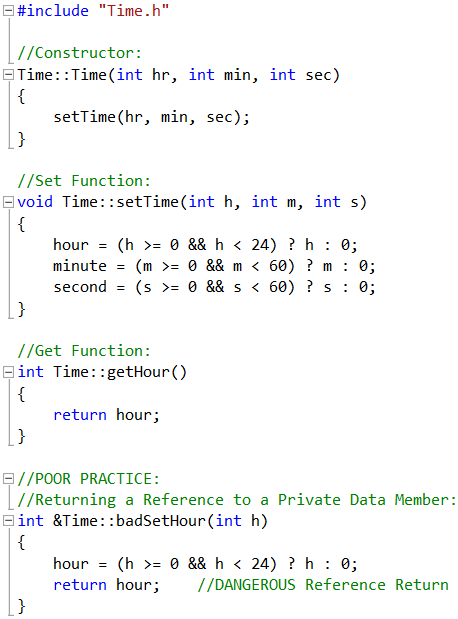 #include "Time.h"

//Constructor:
Time::Time(int hr, int min, int sec)
{
    setTime(hr, min, sec);
}

//Set Function:
void Time::setTime(int h, int m, int s)
{
    hour = (h >= 0 && h < 24) ? h : 0;
    minute = (m >= 0 && m < 60) ? m : 0;
    second = (s >= 0 && s < 60) ? s : 0;
}

//Get Function:
int Time::getHour()
{
    return hour;
}

//POOR PRACTICE:
//Returning a Reference to a Private Data Member:
int &Time::badSetHour(int h)
{
    hour = (h >= 0 && h < 24) ? h : 0;
    return hour;    //DANGEROUS Reference Return
}